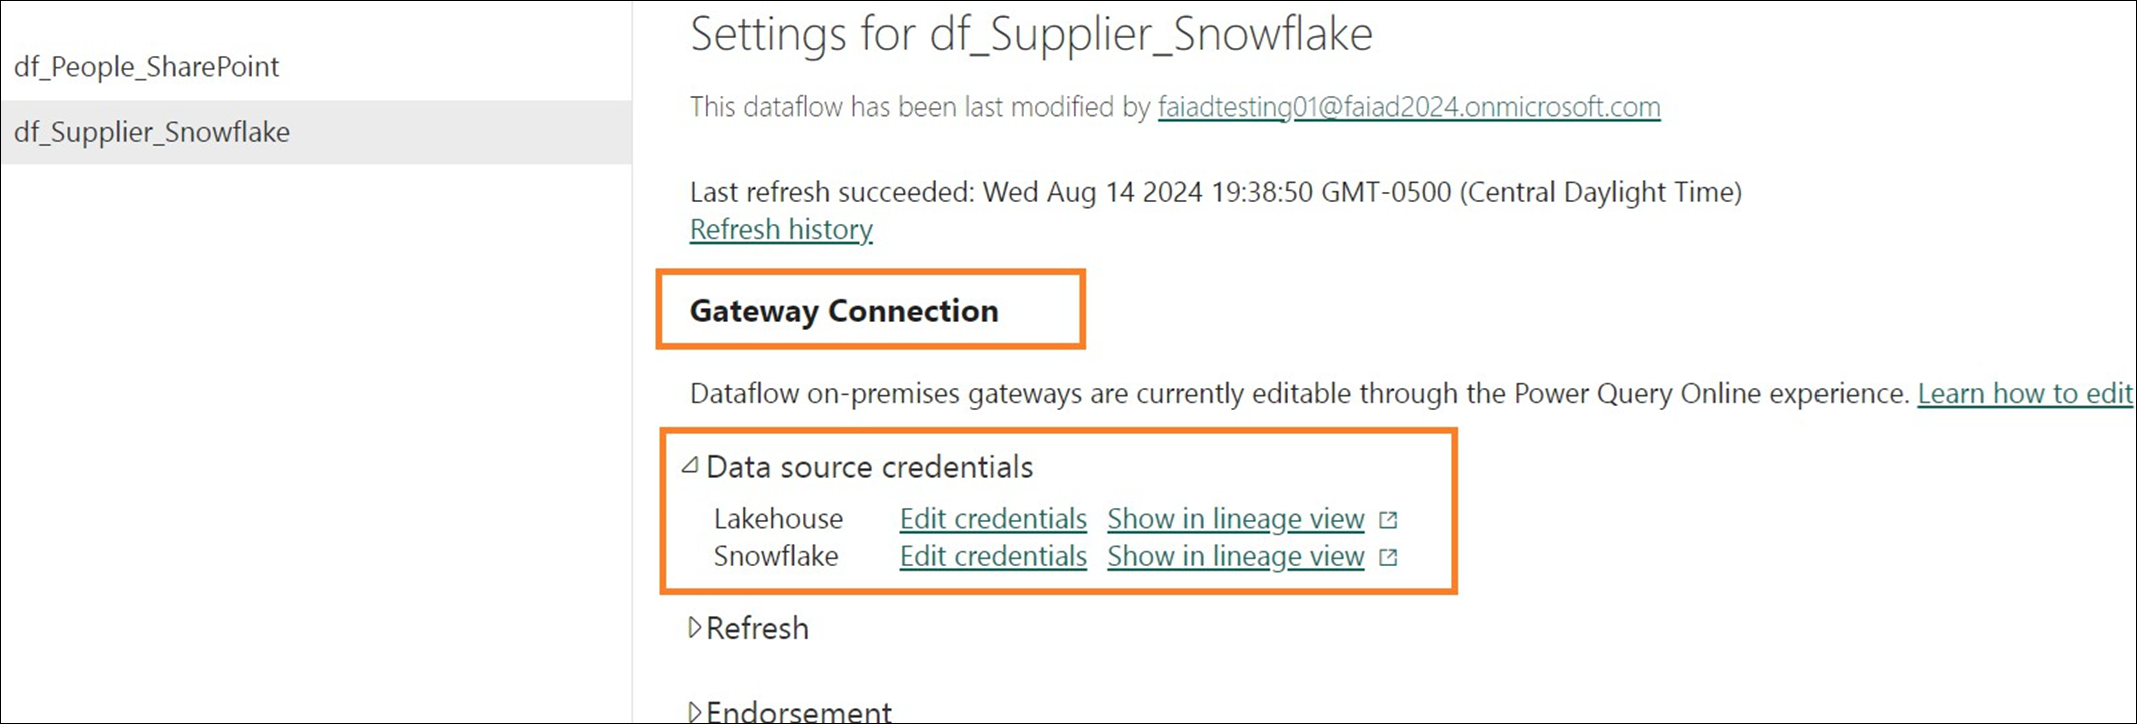 df_People_SharePoint
df_Supplier_Snowflake
Settings for df_Supplier_Snowflake
This dataflow has been last modified by faiadtesting01@faiad2024.onmicrosoft.com
Last refresh succeeded: Wed Aug 14 2024 19:38:50 GMT-0500 (Central Daylight Time)
Refresh history
Gateway Connection
Dataflow on-premises gateways are currently editable through the Power Query Online experience. Learn how to edit
Data source credentials
Lakehouse Edit credentials Show in lineage view
Snowflake Edit credentials Show in lineage view
Refresh
Endorsement